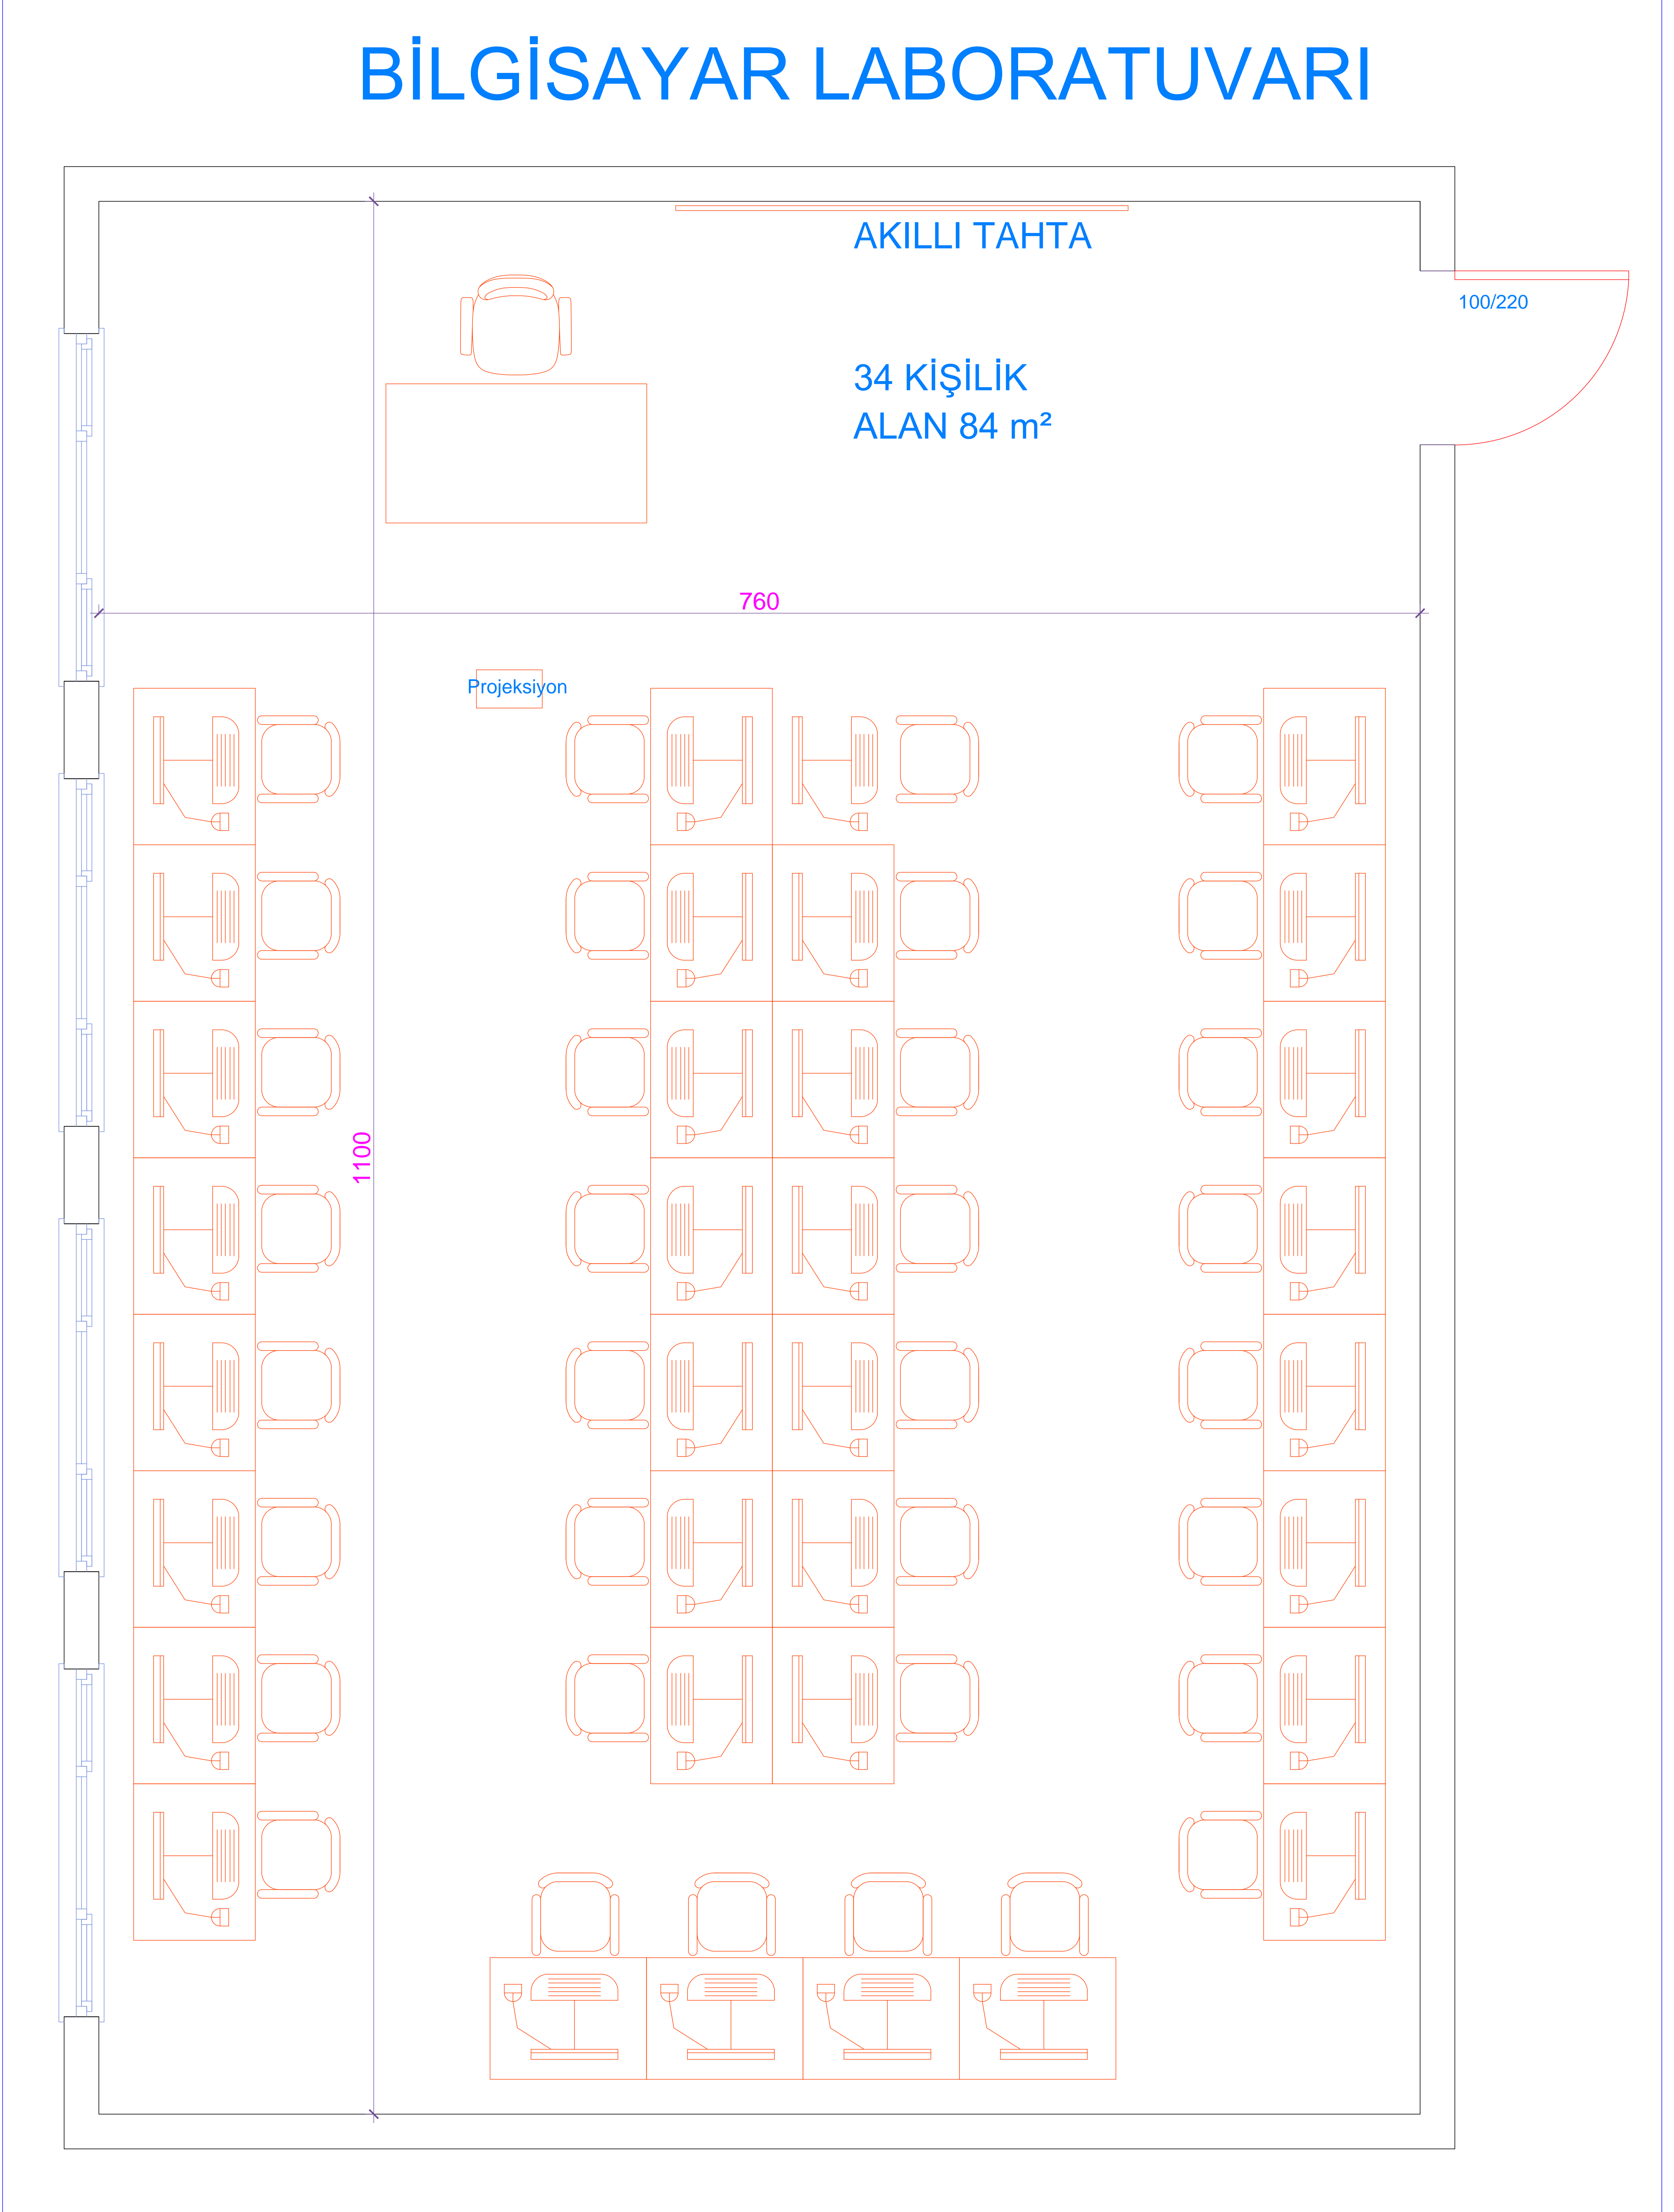 BİLGİSAYAR LABORATUVARI
AKILLI TAHTA
100/220
34 KİŞİLİK
ALAN 84 m²
760
Projeksiyon
1100